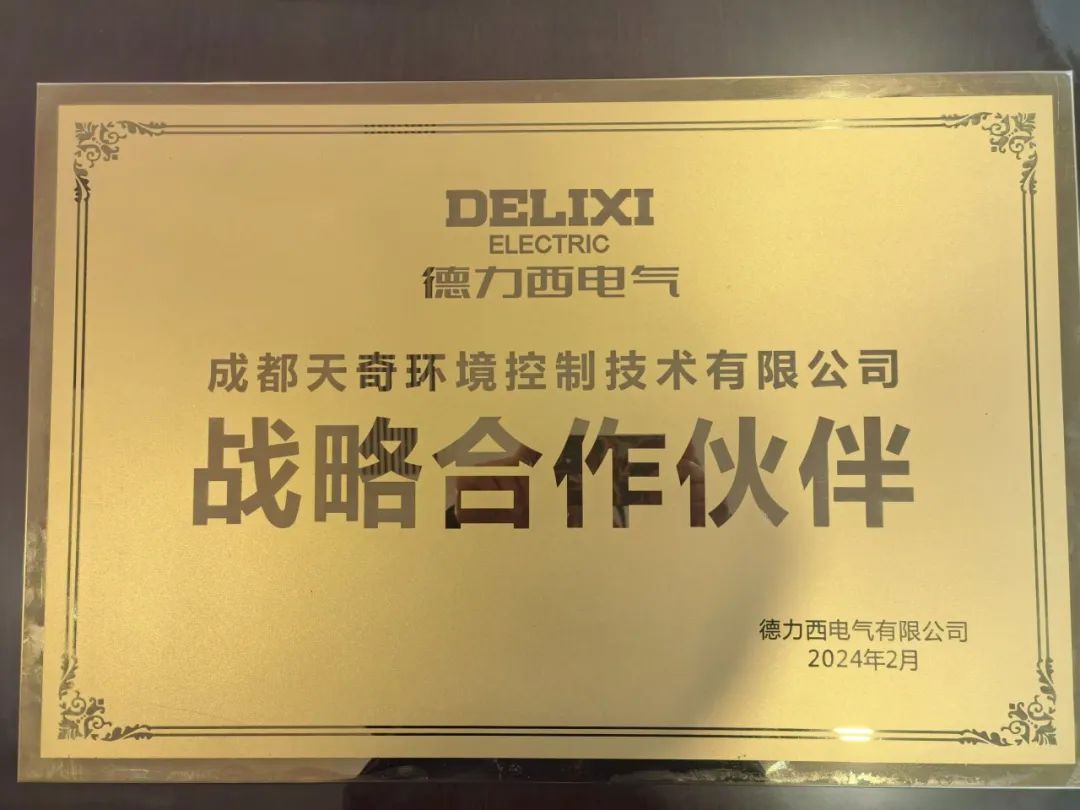 DELIXI
ELECTRIC
德力西电气
成都天奇环境控制技术有限公司
战略合作伙伴
德力西电气有限公司
2024年2月